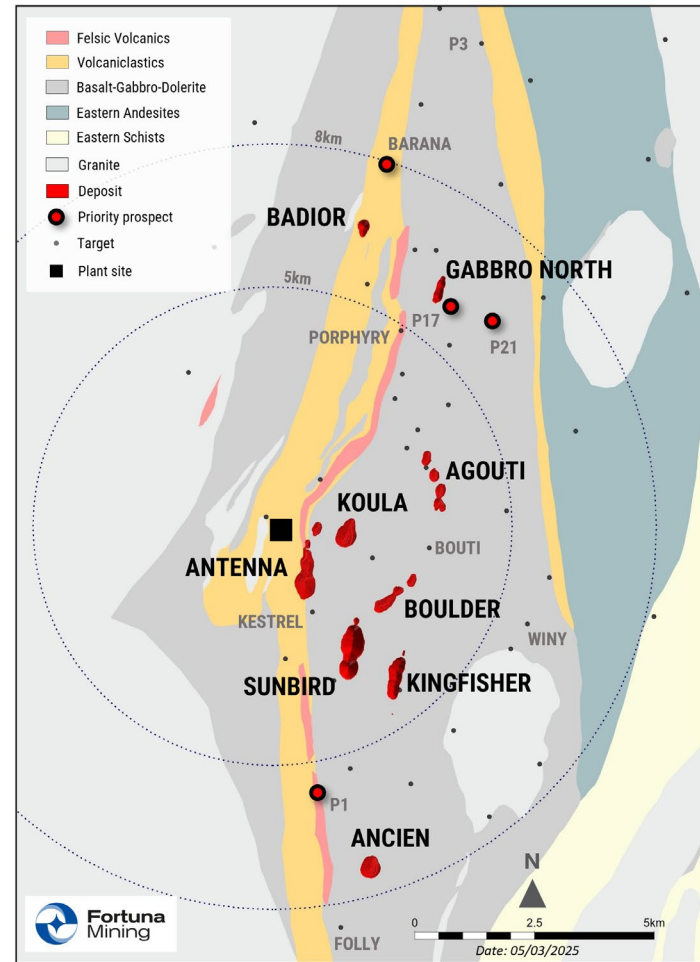 Felsic Volcanics
Volcaniclastics
Basalt-Gabbro-Dolerite
Eastern Andesites
Eastern Schists
Granite
Deposit
Priority prospect
Target
Plant site
P3
8km
BARANA
BADIOR
GABBRO NORTH
5km
P17
PORPHYRY
P21
AGOUTI
KOULA
BOUTI
ANTENNA
BOULDER
KESTREL
WINY
SUNBIRD
KINGFISHER
P1
ANCIEN
N
Fortuna
Mining
0 2.5 5km
FOLLY
Date: 05/03/2025